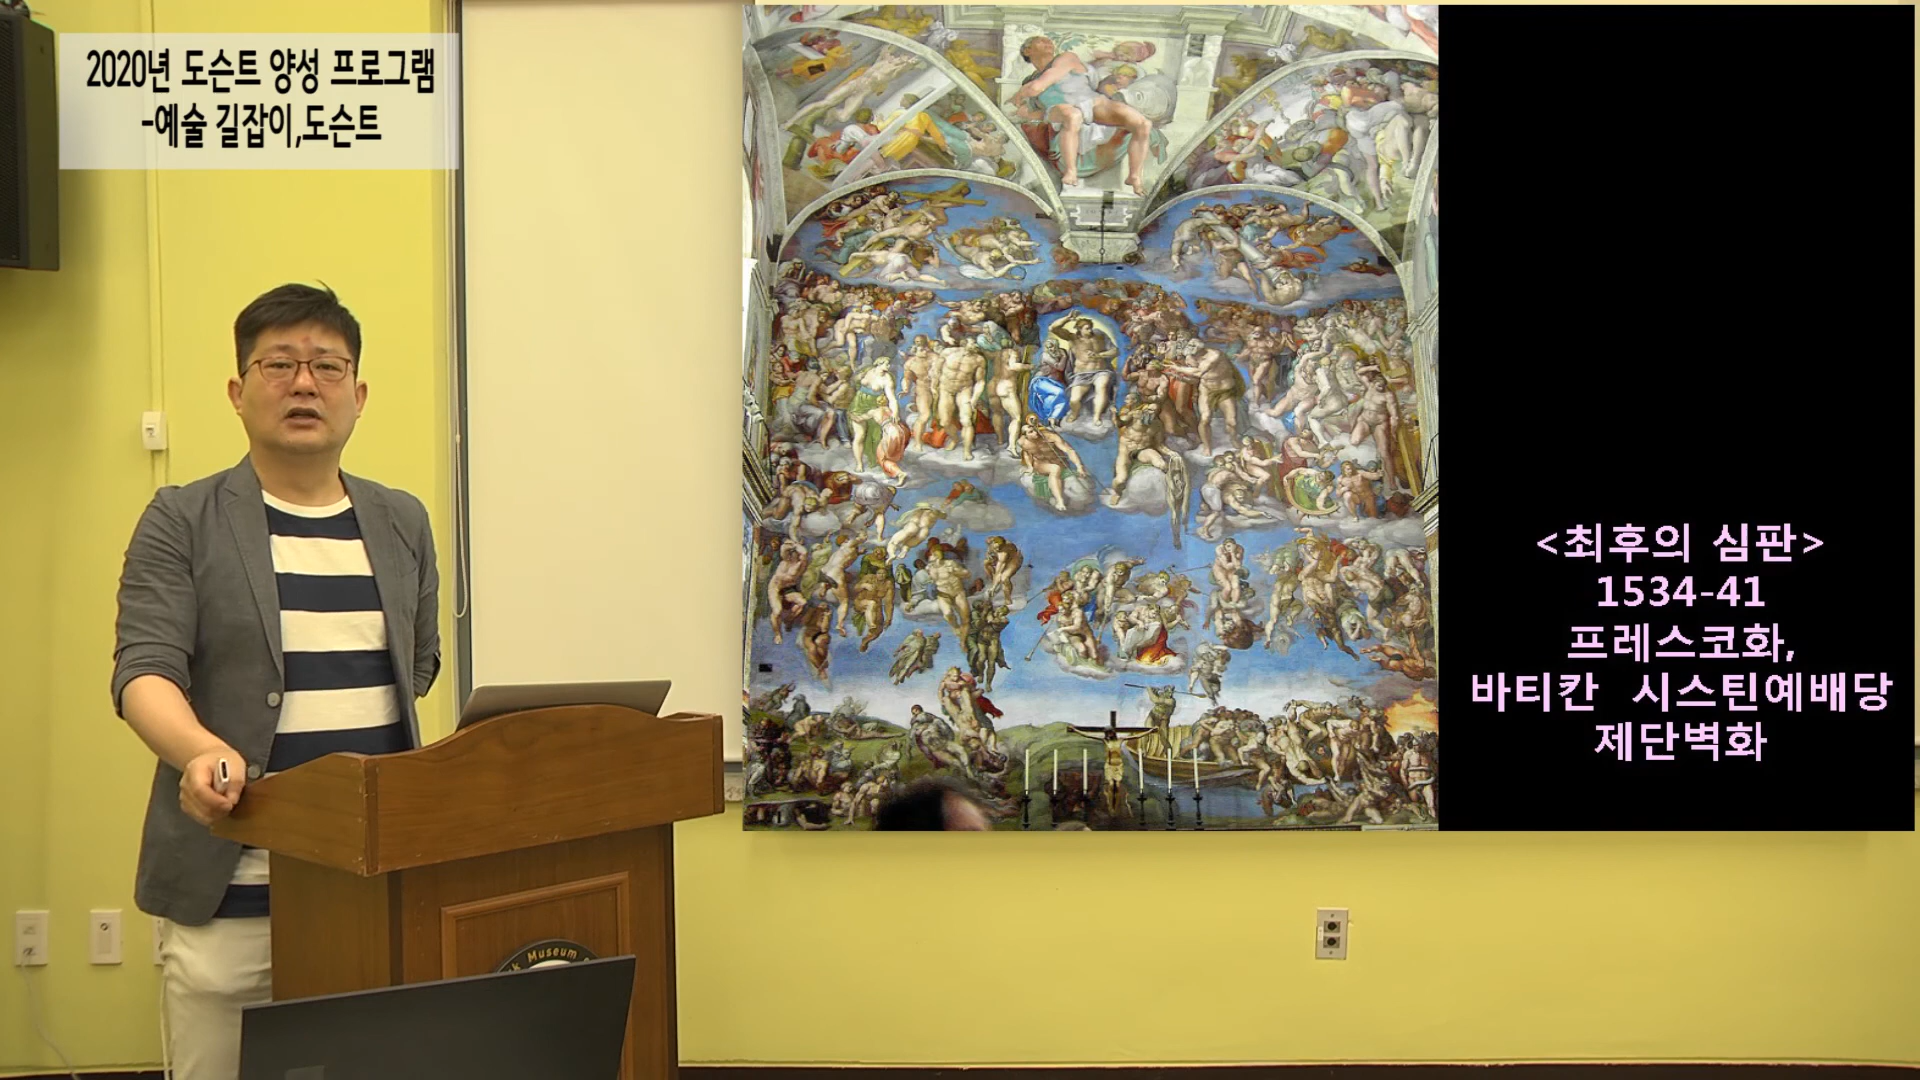 2020년 도슨트 양성 프로그램
-예술 길잡이,도슨트
<최후의 심판>
1534-41
프레스코화,
바티칸 시스틴예배당
제단벽화
Museum